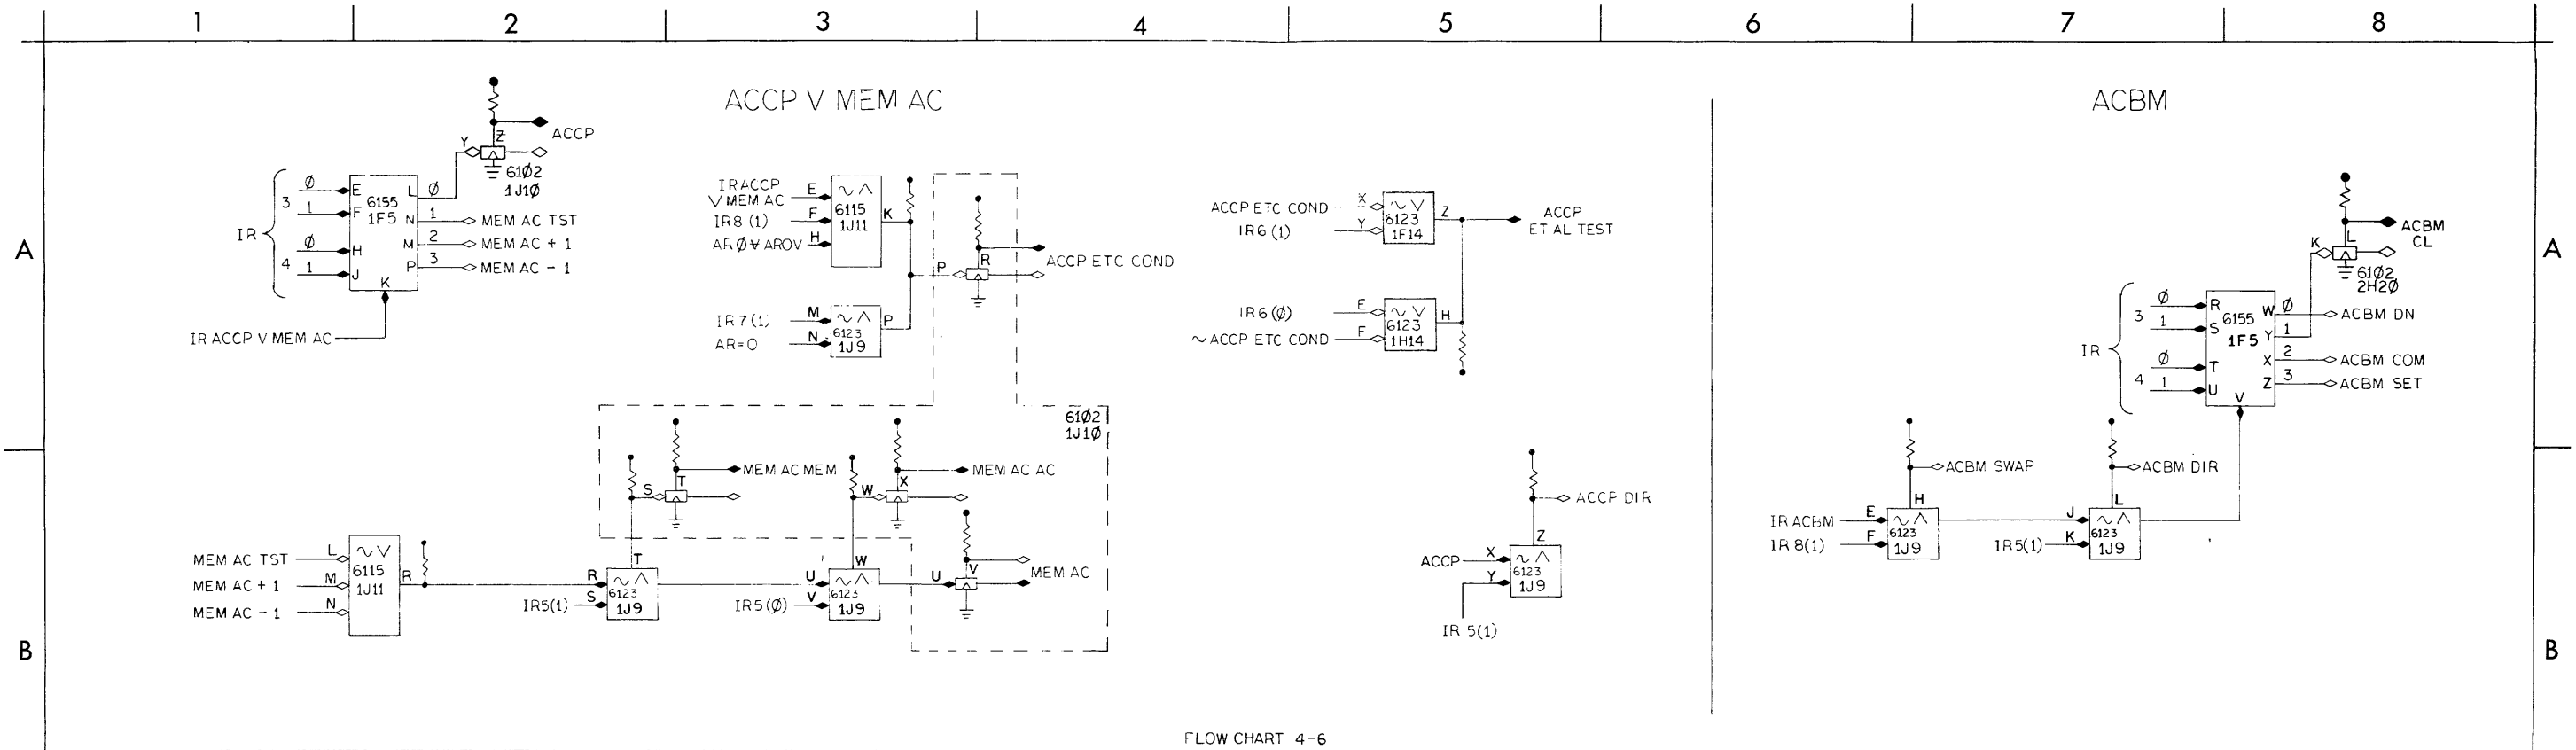 1 2 3 4 5 6 7 8
ACCP V MEM AC
ACBM
A
A
B
B
Y
Z
ACCP
61Ø2
1J1Ø
IR
3
Ø
1
4
Ø
1
E
F
H
J
6155
1F5
L
N
M
P
K
Ø
1 MEM AC TST
2 MEM AC + 1
3 MEM AC - 1
IR ACCP V MEM AC
IR ACCP
V MEM AC
IR8 (1)
AR Ø ∀ AROV
E
F
H
∼ ∧
6115
1J11
K
IR7(1)
AR=0
M
N
∼ ∧
6123
1J9
P
P
R
ACCP ETC COND
61Ø2
1J1Ø
ACCP ETC COND
IR6(1)
X
Y
∼ V
6123
1F14
Z
ACCP
ET AL TEST
IR6(Ø)
∼ACCP ETC COND
E
F
∼ V
6123
1H14
H
MEM AC TST
MEM AC + 1
MEM AC - 1
L
M
N
∼ V
6115
1J11
R
IR5(1)
R
S
∼ ∧
6123
1J9
T
S
T
MEM AC MEM
IR5(Ø)
U
V
∼ ∧
6123
1J9
W
W
X
MEM AC AC
U
V
MEM AC
ACCP
X
Y
∼ ∧
6123
1J9
Z
ACCP DIR
IR 5(1)
IR ACBM
IR8(1)
E
F
∼ ∧
6123
1J9
H
ACBM SWAP
IR5(1)
J
K
∼ ∧
6123
1J9
L
ACBM DIR
IR
3
Ø
1
4
Ø
1
R
S
T
U
6155
1F5
W
Y
X
Z
V
Ø ACBM DN
1
2 ACBM COM
3 ACBM SET
K
L
ACBM
CL
61Ø2
2H2Ø
FLOW CHART 4-6